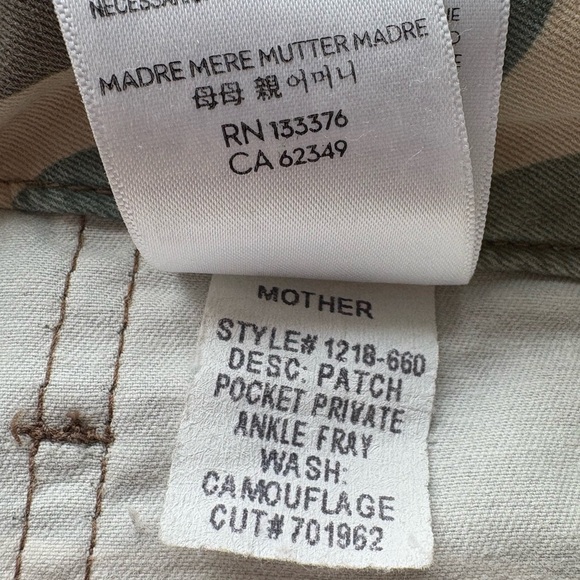 MADRE MERE MUTTER MADRE
母母 親 어머니
RN 133376
CA 62349
MOTHER
STYLE# 1218-660
DESC: PATCH
POCKET PRIVATE
ANKLE FRAY
WASH:
CAMOUFLAGE
CUT# 701962